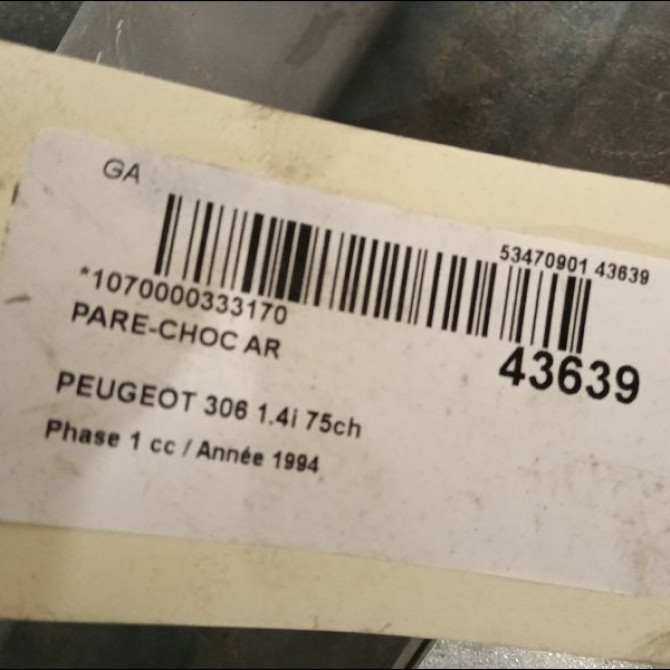 GA
53470901 43639
*1070000333170
PARE-CHOC AR
43639
PEUGEOT 306 1.4i 75ch
Phase 1 cc / Année 1994